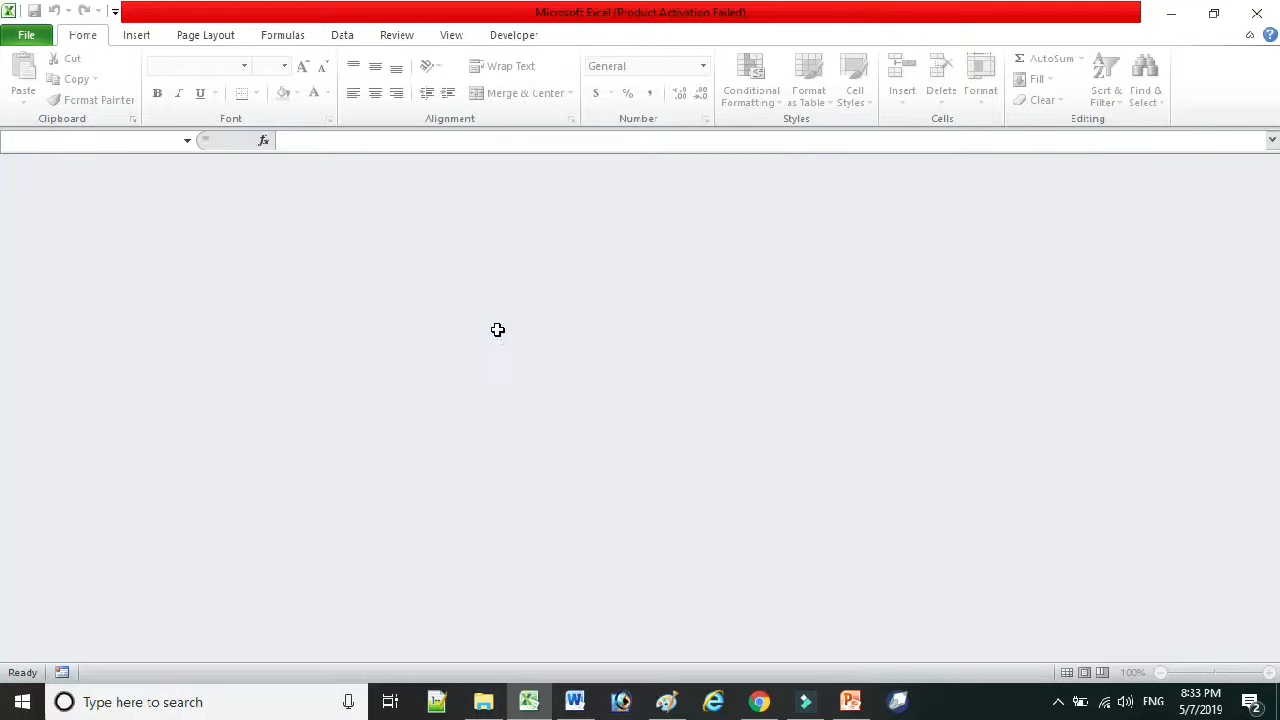 Microsoft Excel (Product Activation Failed)
File Home Insert Page Layout Formulas Data Review View Developer
Paste
Cut
Copy
Format Painter
Clipboard
B I U
A
Font
Wrap Text
Merge & Center
Alignment
General
$ % ,
Number
Conditional Formatting
Format as Table
Cell Styles
Styles
Insert
Delete
Format
Cells
Σ AutoSum
Fill
Clear
Sort & Filter
Find & Select
Editing
fx
Ready
100%
Type here to search
ENG
8:33 PM
5/7/2019
2